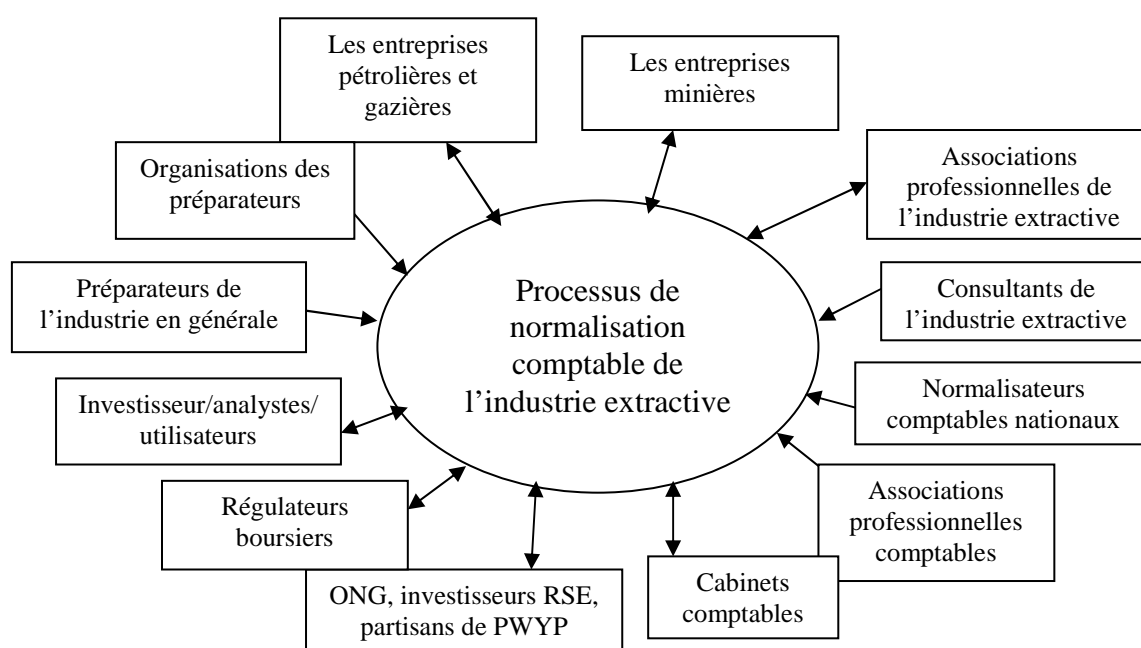 Les entreprises
pétrolières et
gazières
Les entreprises
minières
Organisations des
préparateurs
Associations
professionnelles de
l’industrie extractive
Préparateurs de
l’industrie en générale
Processus de
normalisation
comptable de
l’industrie extractive
Consultants de
l’industrie extractive
Investisseur/analystes/
utilisateurs
Normalisateurs
comptables nationaux
Régulateurs
boursiers
Associations
professionnelles
comptables
ONG, investisseurs RSE,
partisans de PWYP
Cabinets
comptables